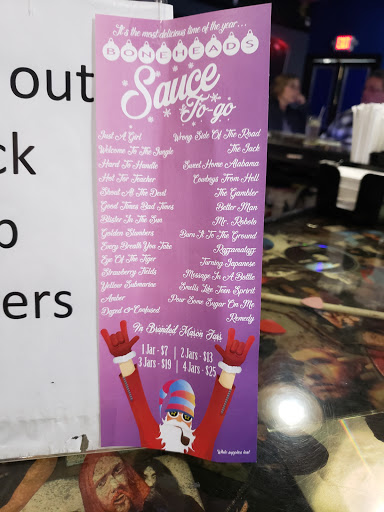 out
ck
ers
It's the most delicious time of the year...
BONEHEADS
Sauce
To-go
Just A Girl
Welcome To The Jungle
Hard To Handle
Hot For Teacher
Shout At The Devil
Good Times Bad Times
Blister In The Sun
Golden Slumbers
Every Breath You Take
Eye Of The Tiger
Strawberry Fields
Yellow Submarine
Amber
Dazed & Confused
Wrong Side Of The Road
The Jack
Sweet Home Alabama
Cowboys From Hell
The Gambler
Better Man
Mr. Roboto
Burn It To The Ground
Turning Japanese
Message In A Bottle
Smells Like Teen Spirit
Pour Some Sugar On Me
Remedy
In Branded Mason Jars
1 Jar - $7 | 2 Jars - $13
3 Jars - $19 | 4 Jars - $25
While supplies last
EXIT